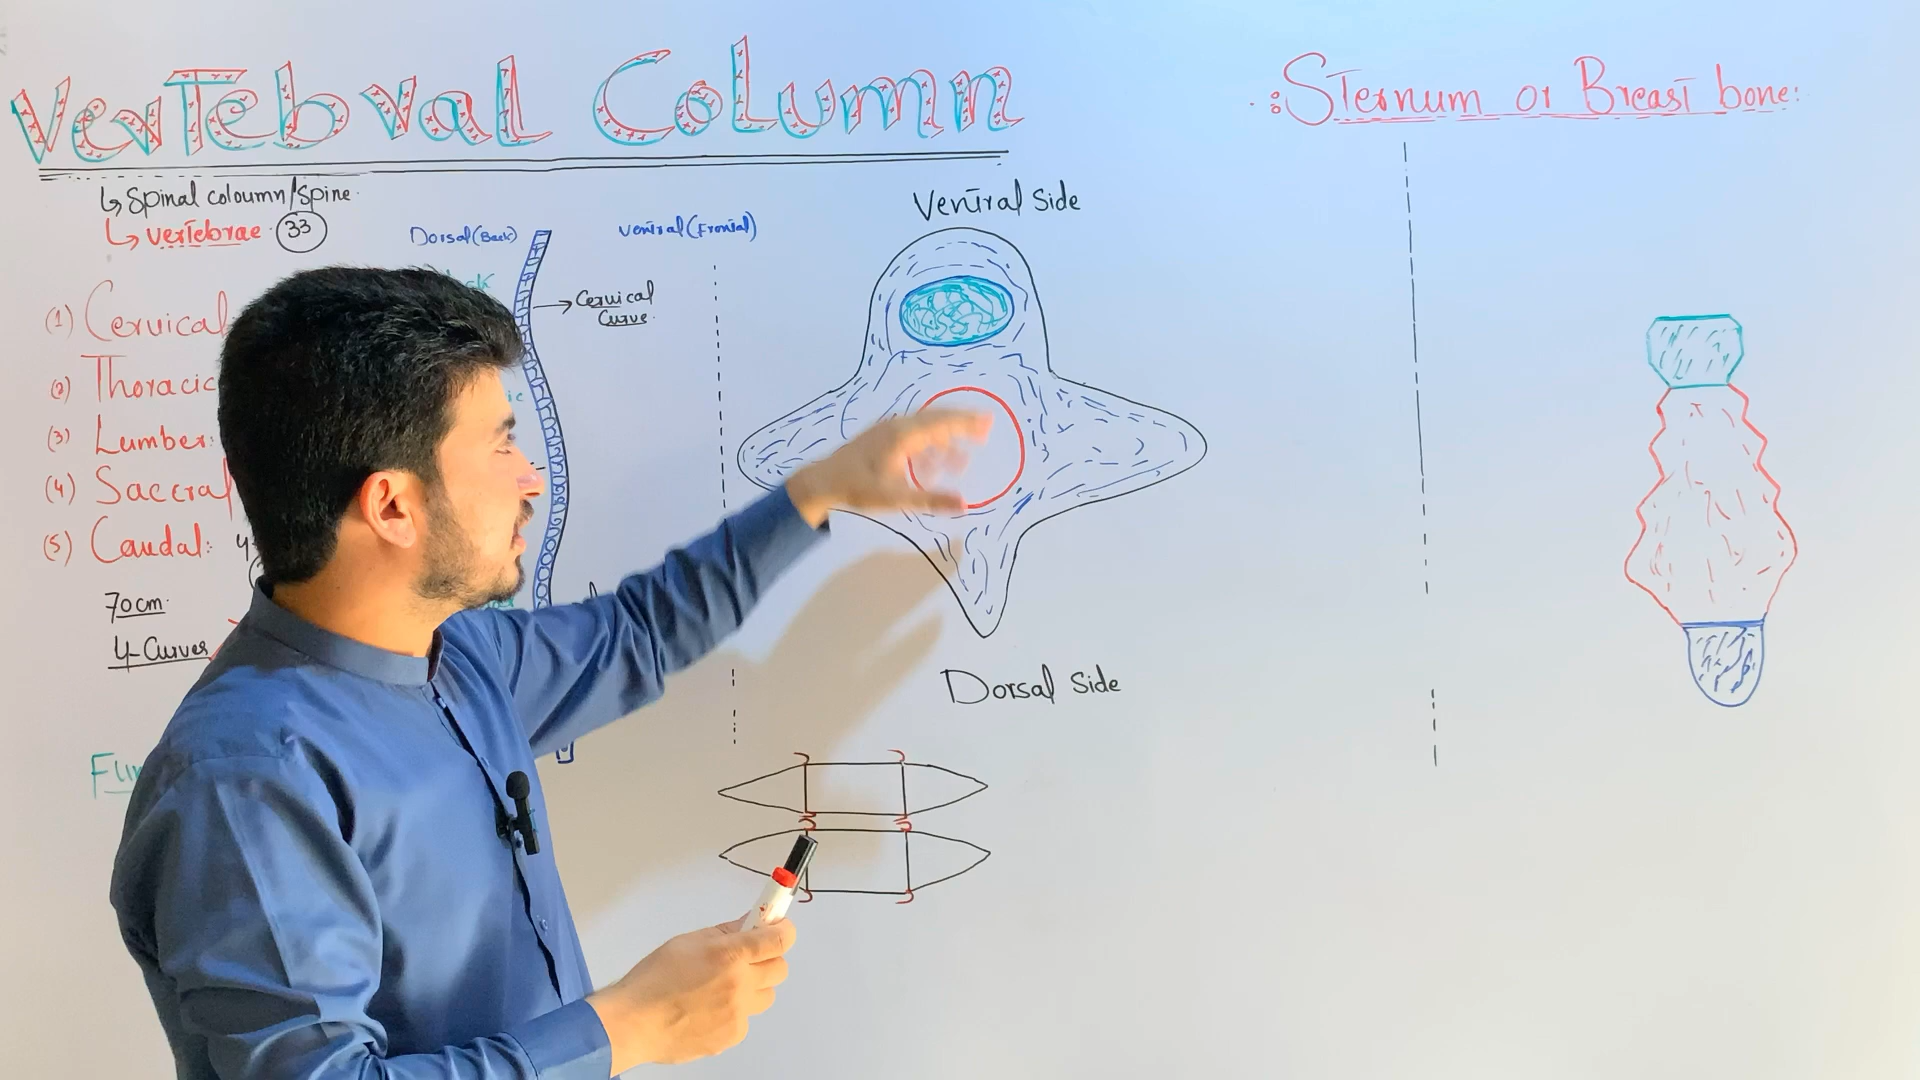 Vertebral Column
Sternum or Breast bone:
↳ Spinal coloumn/spine.
↳ vertebrae. 33
Dorsal (Back)
Ventral (Frontal)
Ventral Side
(1) Cervical
Cervical
Curve
(2) Thoracic
(3) Lumber:
(4) Saccral
(5) Caudal:
70cm.
4-Curves
Dorsal Side